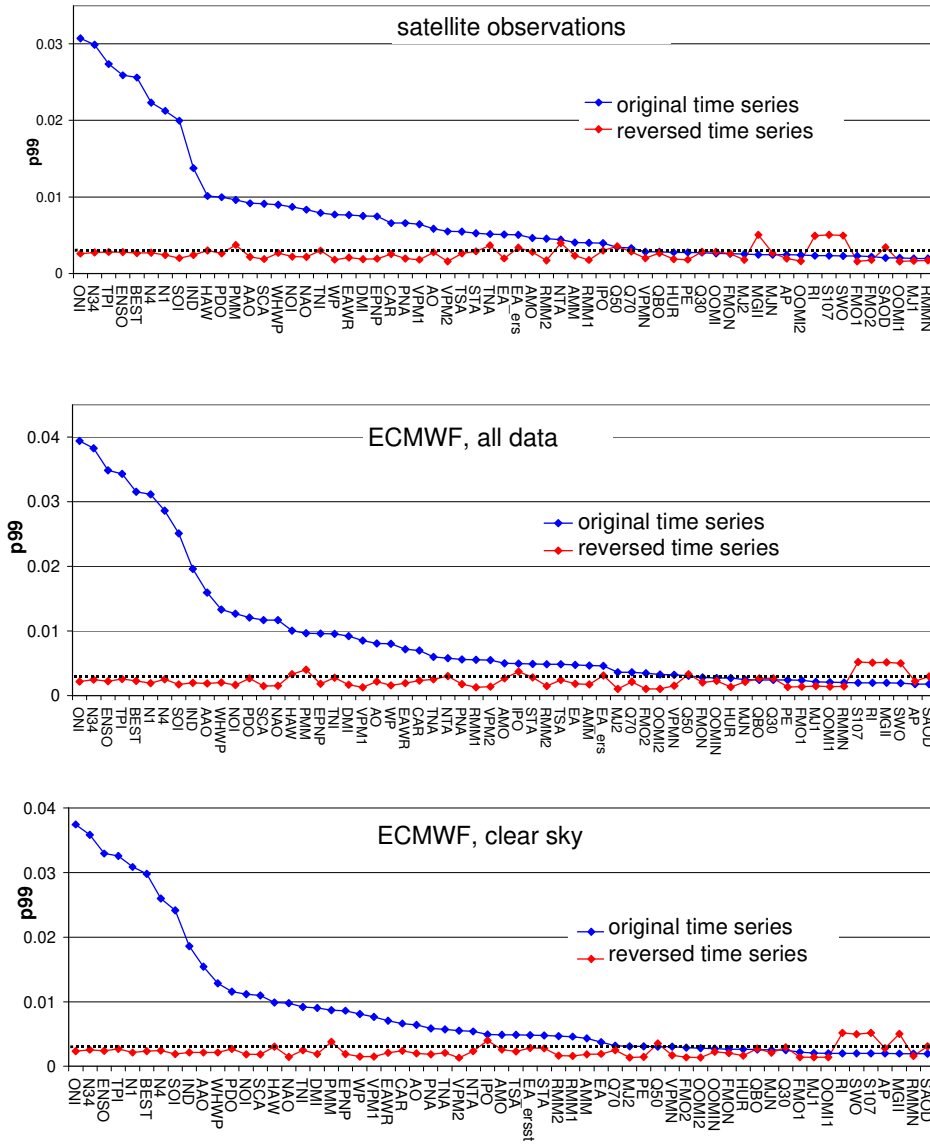 satellite observations
0.03
0.02
0.01
0
p99
original time series
reversed time series
ONI N34 TPI ENSO BEST N4 N1 SOI IND HAW PDO PMM AAO SCA WHWP NOI NAO TNI WP EAWR DMI EPNP CAR PNA VPM1 AO VPM2 TSA STA TNA EA EA_ers AMO RMM2 NTA AMM RMM1 IPO Q50 Q70 VPMN QBO HUR PE Q30 OOMI FMON MJ2 MGII MJN AP OOMI2 RI S107 SWO FMO1 FMO2 SAOD OOMI1 MJ1 RMMN
ECMWF, all data
0.04
0.03
0.02
0.01
0
p99
original time series
reversed time series
ONI N34 ENSO TPI BEST N1 N4 SOI IND AAO WHWP NOI PDO SCA NAO HAW PMM EPNP TNI DMI VPM1 AO WP EAWR CAR TNA NTA PNA RMM1 VPM2 AMO IPO STA RMM2 TSA EA AMM EA_ers MJ2 Q70 FMO2 OOMI2 VPMN Q50 FMON OOMIN HUR MJN QBO Q30 PE FMO1 MJ1 OOMI1 RMMN S107 RI MGII SWO AP SAOD
ECMWF, clear sky
0.04
0.03
0.02
0.01
0
p99
original time series
reversed time series
ONI N34 ENSO TPI N1 BEST N4 SOI IND AAO WHWP PDO NOI SCA HAW NAO TNI DMI PMM EPNP WP VPM1 EAWR CAR AO PNA TNA VPM2 NTA IPO AMO TSA EA_ersst STA RMM2 RMM1 AMM EA Q70 MJ2 PE Q50 VPMN FMO2 OOMI2 OOMIN FMON HUR QBO MJN Q30 FMO1 MJ1 OOMI1 RI SWO S107 AP MGII RMMN SAOD